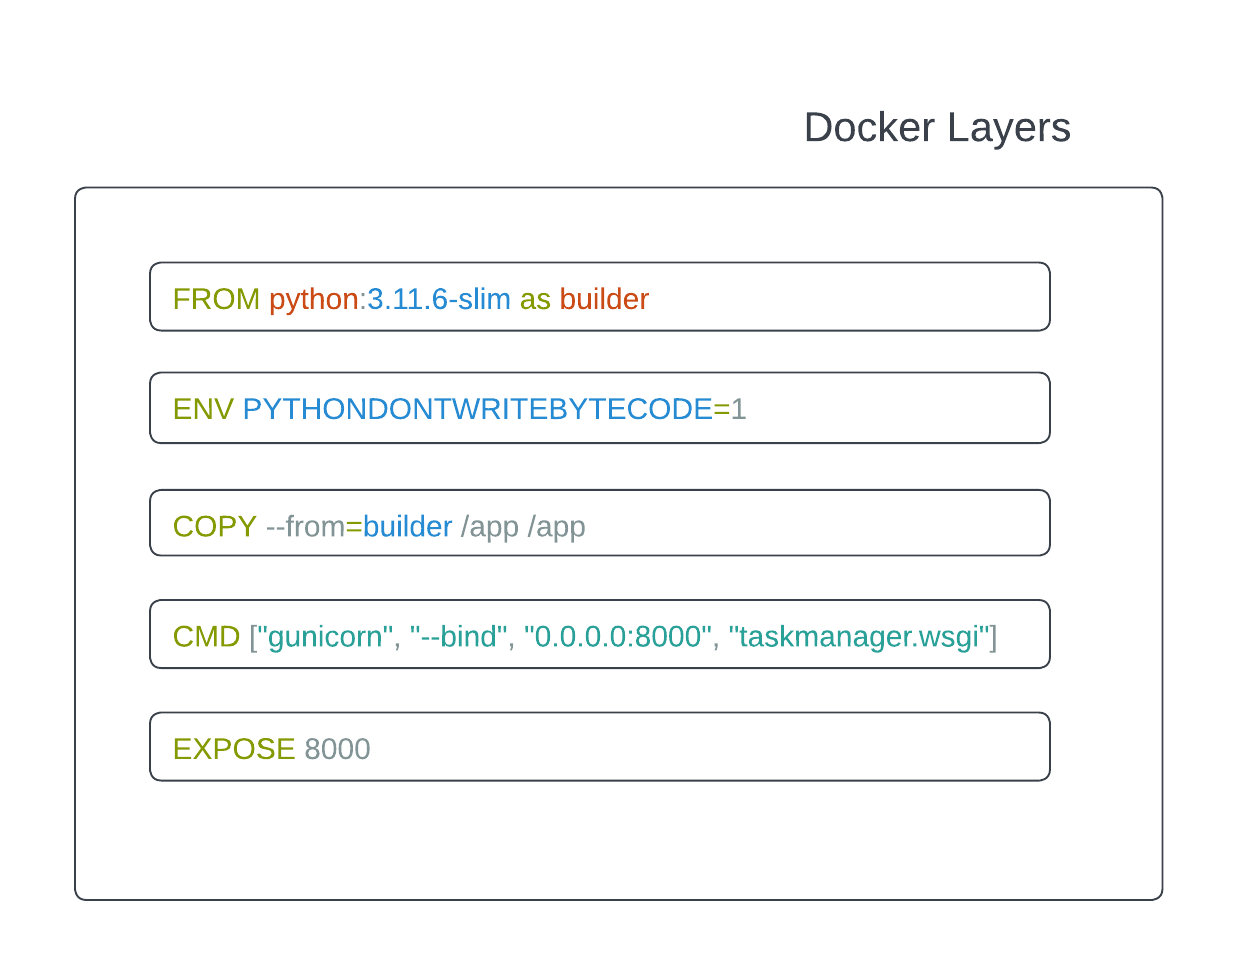 Docker Layers
FROM python:3.11.6-slim as builder
ENV PYTHONDONTWRITEBYTECODE=1
COPY --from=builder /app /app
CMD ["gunicorn", "--bind", "0.0.0.0:8000", "taskmanager.wsgi"]
EXPOSE 8000